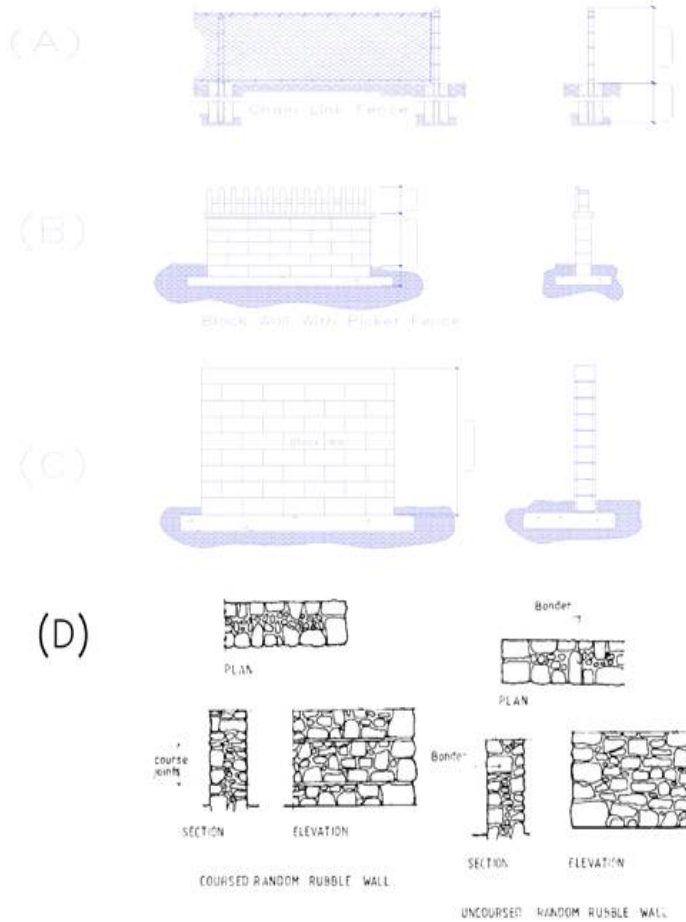 (A)
Chain Link Fence
(B)
Block Wall With Picket Fence
(C)
Block Wall
(D)
PLAN
Bonder
PLAN
course
joints
SECTION
ELEVATION
COURSED RANDOM RUBBLE WALL
Bonder
SECTION
ELEVATION
UNCOURSED RANDOM RUBBLE WALL